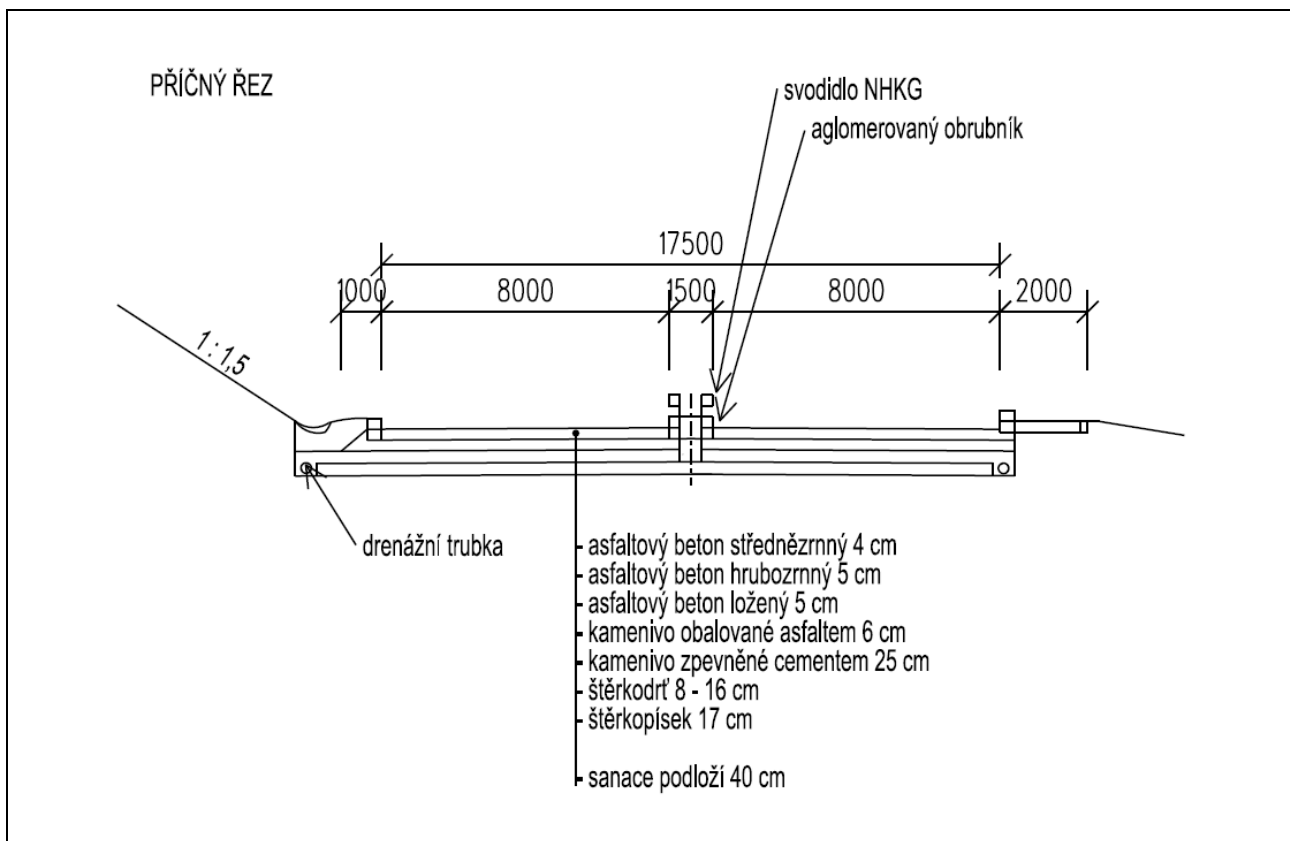 PŘÍČNÝ ŘEZ
svodidlo NHKG
aglomerovaný obrubník
17500
1000 8000 1500 8000 2000
1:1,5
drenážní trubka
- asfaltový beton střednězrnný 4 cm
- asfaltový beton hrubozrnný 5 cm
- asfaltový beton ložený 5 cm
- kamenivo obalované asfaltem 6 cm
- kamenivo zpevněné cementem 25 cm
- štěrkodrť 8 - 16 cm
- štěrkopísek 17 cm
- sanace podloží 40 cm